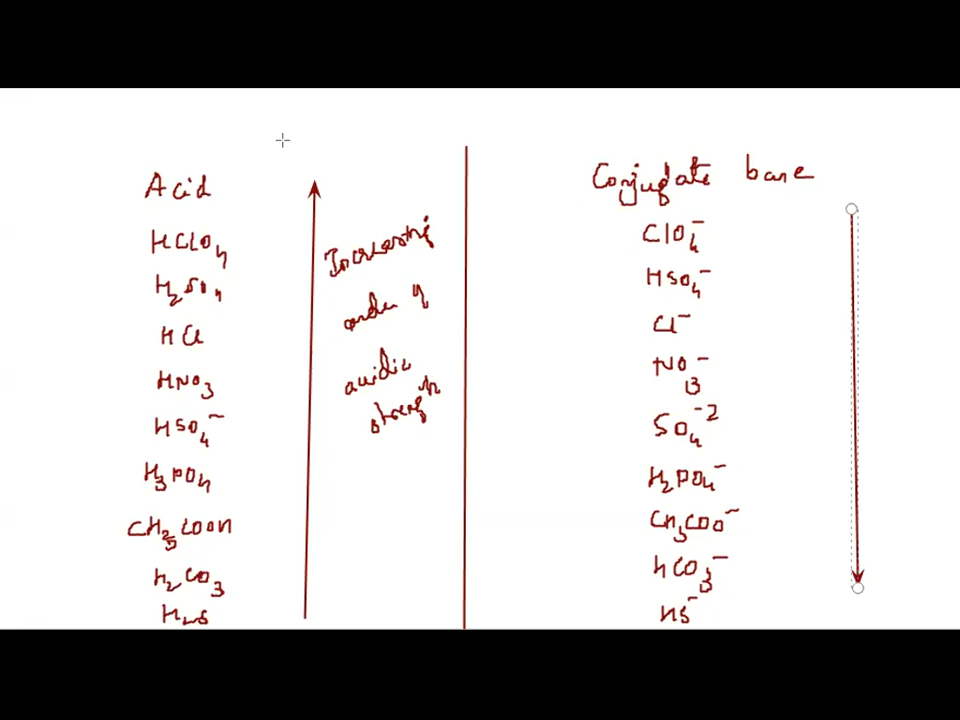 Acid
HClO4
H2SO4
HCl
HNO3
HSO4-
H3PO4
CH3COOH
H2CO3
H2S
Increasing
order of
acidic
strength
Conjugate base
ClO4-
HSO4-
Cl-
NO3-
SO4-2
H2PO4-
CH3COO-
HCO3-
HS-